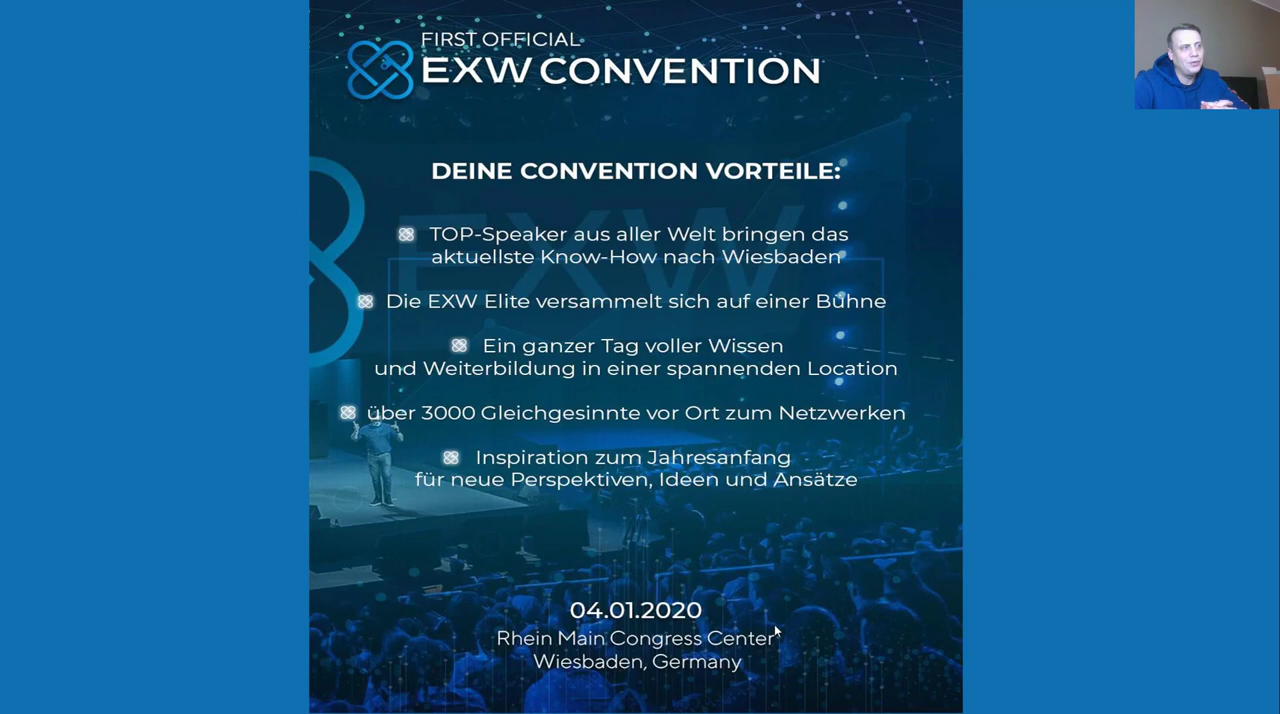 FIRST OFFICIAL
EXW CONVENTION
DEINE CONVENTION VORTEILE:
TOP-Speaker aus aller Welt bringen das
aktuellste Know-How nach Wiesbaden
Die EXW Elite versammelt sich auf einer Bühne
Ein ganzer Tag voller Wissen
und Weiterbildung in einer spannenden Location
über 3000 Gleichgesinnte vor Ort zum Netzwerken
Inspiration zum Jahresanfang
für neue Perspektiven, Ideen und Ansätze
EXW
04.01.2020
Rhein Main Congress Center
Wiesbaden, Germany